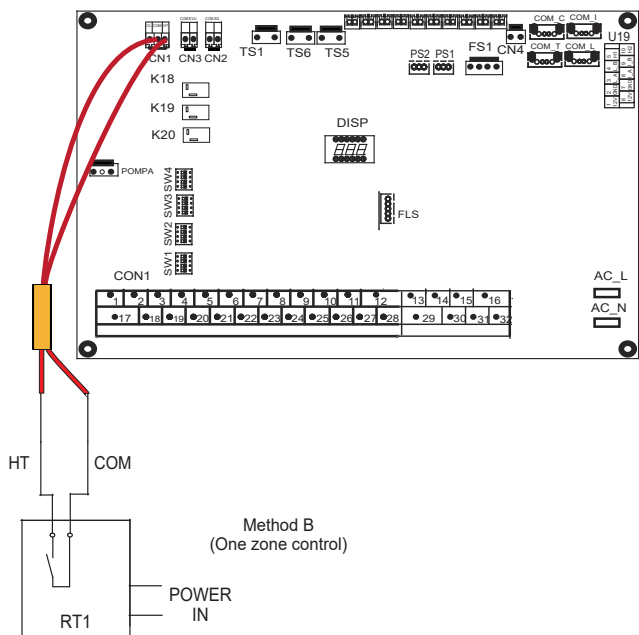 COM_C
COM_I
U19
CN1
CN3
CN2
TS1
TS6
TS5
PS2
PS1
FS1
CN4
COM_T
COM_L
K18
K19
K20
DISP
POMPA
SW4
SW3
SW2
SW1
FLS
CON1
1 2 3 4 5 6 7 8 9 10 11 12 13 14 15 16
17 18 19 20 21 22 23 24 25 26 27 28 29 30 31 32
AC_L
AC_N
HT
COM
Method B
(One zone control)
POWER
IN
RT1